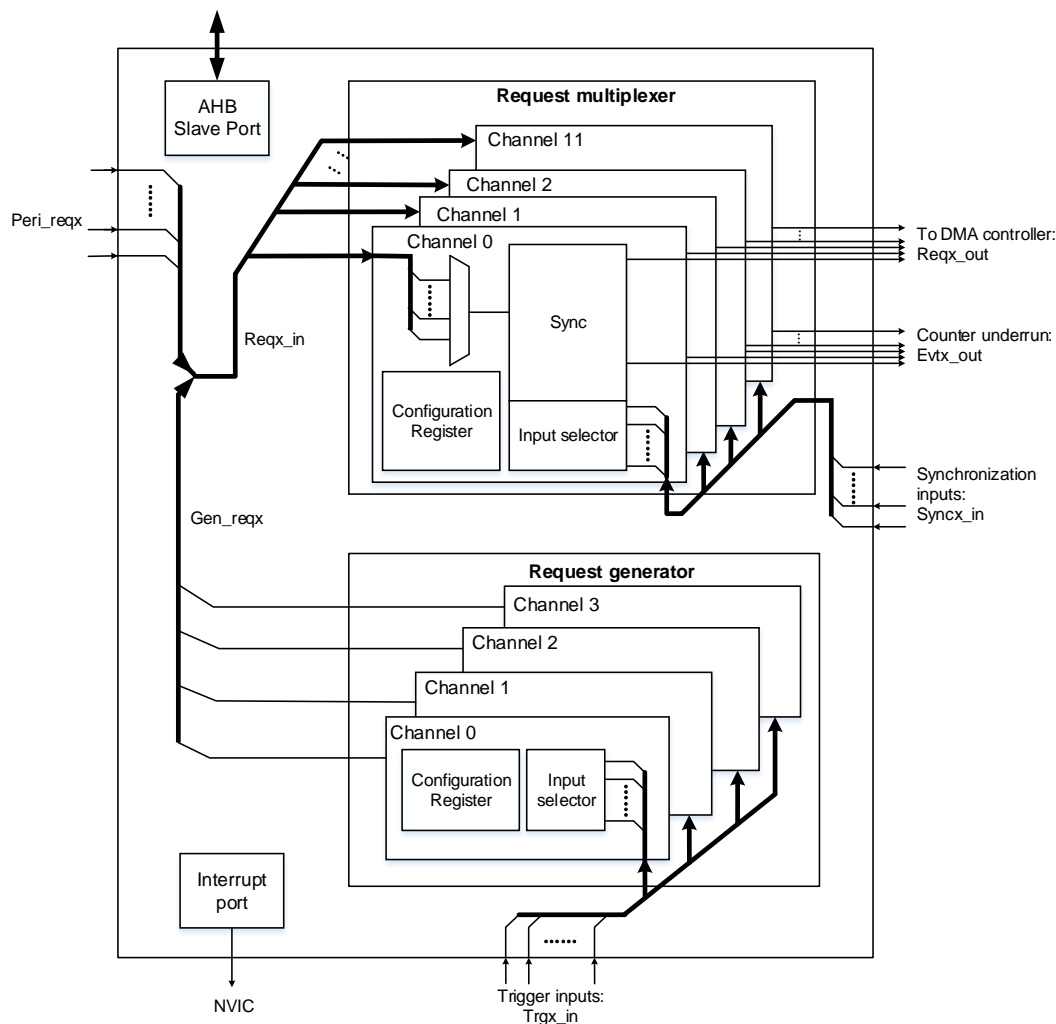 AHB
Slave Port
Request multiplexer
Channel 11
Channel 2
Channel 1
Channel 0
Peri_reqx
To DMA controller:
Reqx_out
Sync
Reqx_in
Counter underrun:
Evtx_out
Configuration
Register
Input selector
Synchronization
inputs:
Syncx_in
Gen_reqx
Request generator
Channel 3
Channel 2
Channel 1
Channel 0
Configuration
Register
Input
selector
Interrupt
port
NVIC
Trigger inputs:
Trgx_in